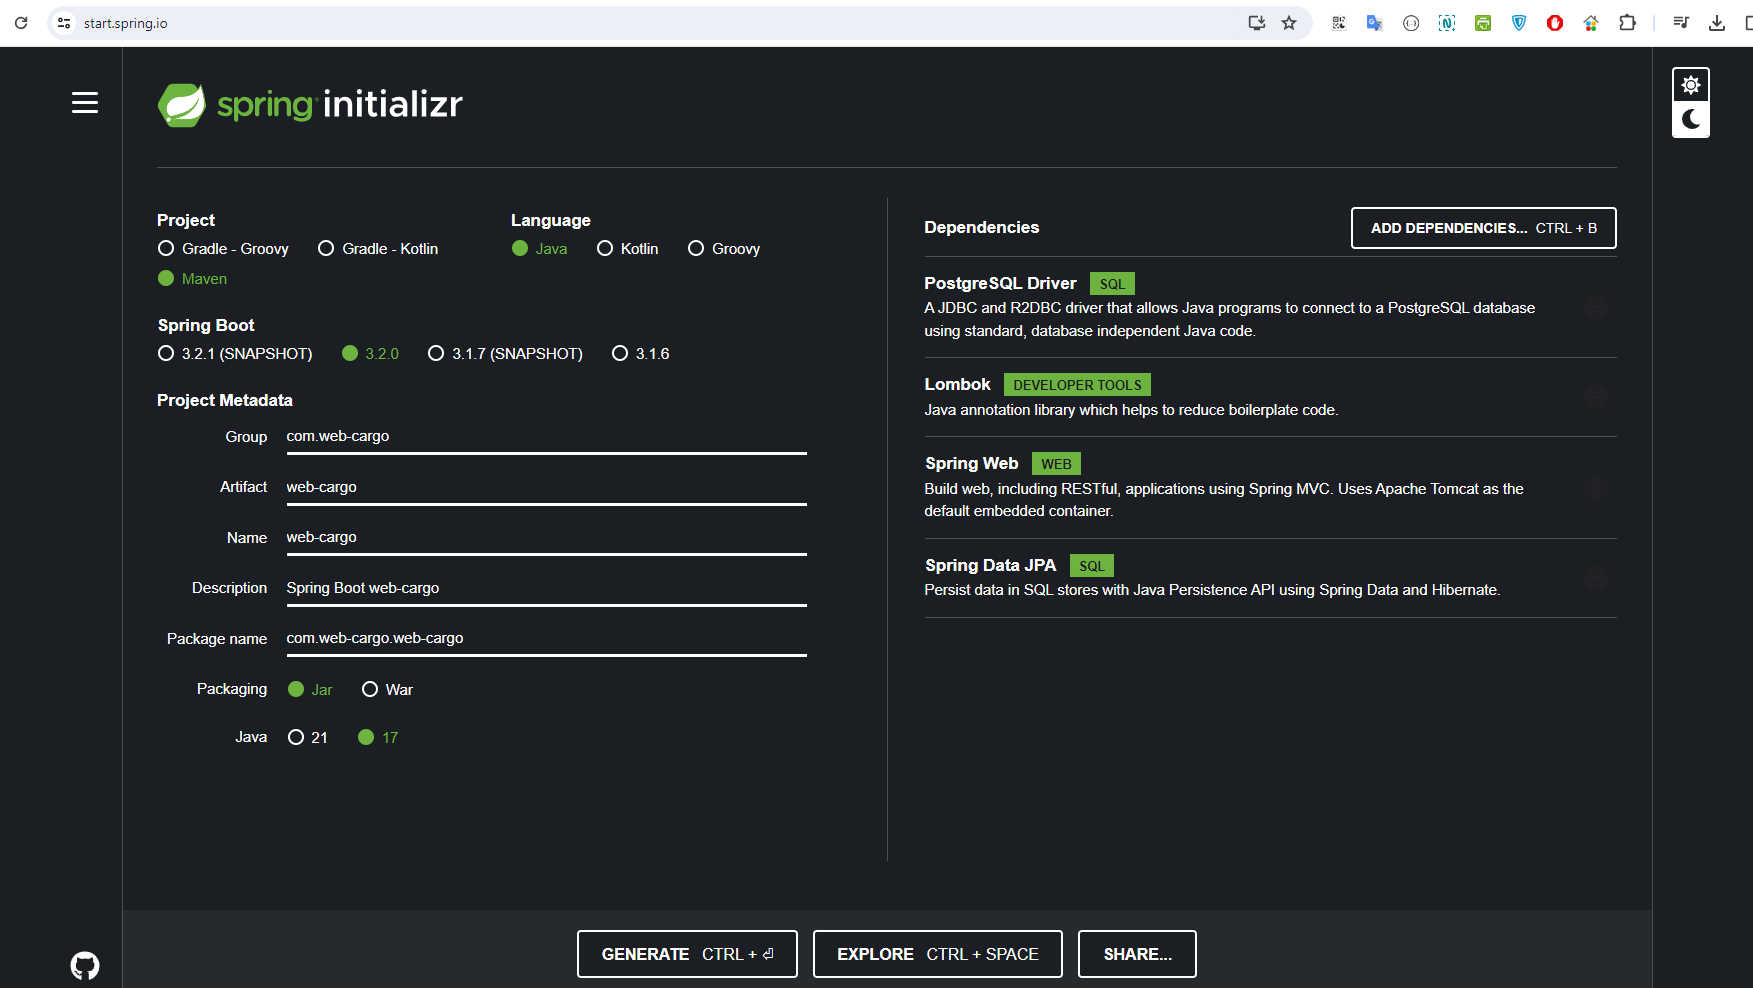 start.spring.io
spring initializr
Project
Gradle - Groovy Gradle - Kotlin
Maven
Language
Java Kotlin Groovy
Spring Boot
3.2.1 (SNAPSHOT) 3.2.0 3.1.7 (SNAPSHOT) 3.1.6
Project Metadata
Group com.web-cargo
Artifact web-cargo
Name web-cargo
Description Spring Boot web-cargo
Package name com.web-cargo.web-cargo
Packaging Jar War
Java 21 17
Dependencies
ADD DEPENDENCIES... CTRL + B
PostgreSQL Driver SQL
A JDBC and R2DBC driver that allows Java programs to connect to a PostgreSQL database
using standard, database independent Java code.
Lombok DEVELOPER TOOLS
Java annotation library which helps to reduce boilerplate code.
Spring Web WEB
Build web, including RESTful, applications using Spring MVC. Uses Apache Tomcat as the
default embedded container.
Spring Data JPA SQL
Persist data in SQL stores with Java Persistence API using Spring Data and Hibernate.
GENERATE CTRL + ⏎
EXPLORE CTRL + SPACE
SHARE...